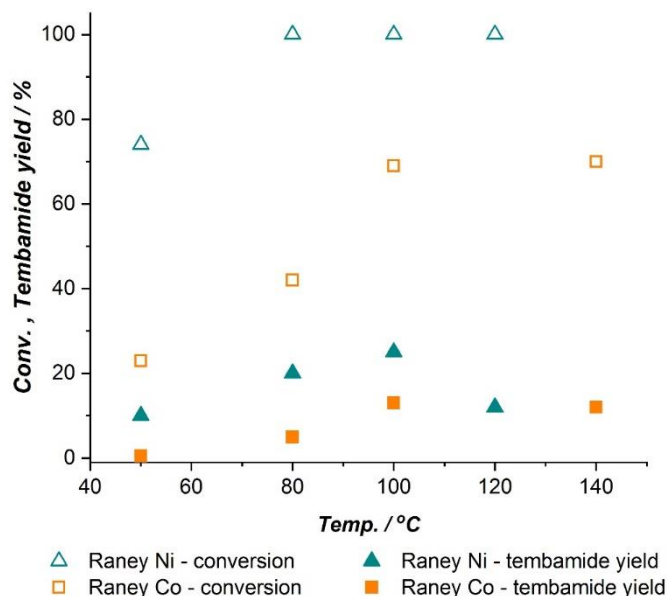 100
80
60
40
20
0
Conv. , Tembamide yield / %
40 60 80 100 120 140
Temp. / °C
Raney Ni - conversion Raney Ni - tembamide yield
Raney Co - conversion Raney Co - tembamide yield